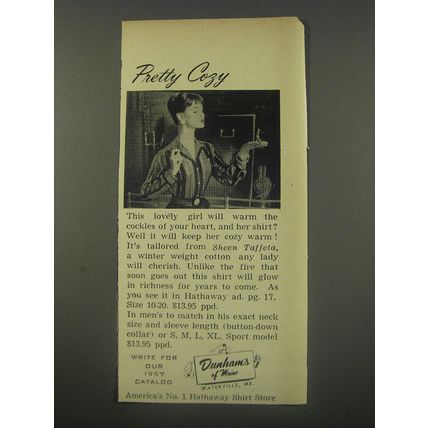 Pretty Cozy
This lovely girl will warm the
cockles of your heart, and her shirt?
Well it will keep her cozy warm!
It's tailored from Sheen Taffeta,
a winter weight cotton any lady
will cherish. Unlike the fire that
soon goes out this shirt will glow
in richness for years to come. As
you see it in Hathaway ad. pg. 17.
Size 10-20. $13.95 ppd.
In men's to match in his exact neck
size and sleeve length (button-down
collar) or S, M, L, XL. Sport model
$13.95 ppd.
WRITE FOR
OUR
1957
CATALOG
Dunham's
of Maine
WATERVILLE, ME.
America's No. 1 Hathaway Shirt Store